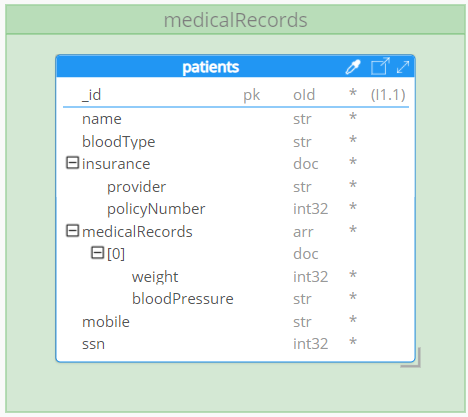 medicalRecords
patients
_id pk oId * (I1.1)
name str *
bloodType str *
insurance doc *
provider str *
policyNumber int32 *
medicalRecords arr *
[0] doc
weight int32 *
bloodPressure str *
mobile str *
ssn int32 *